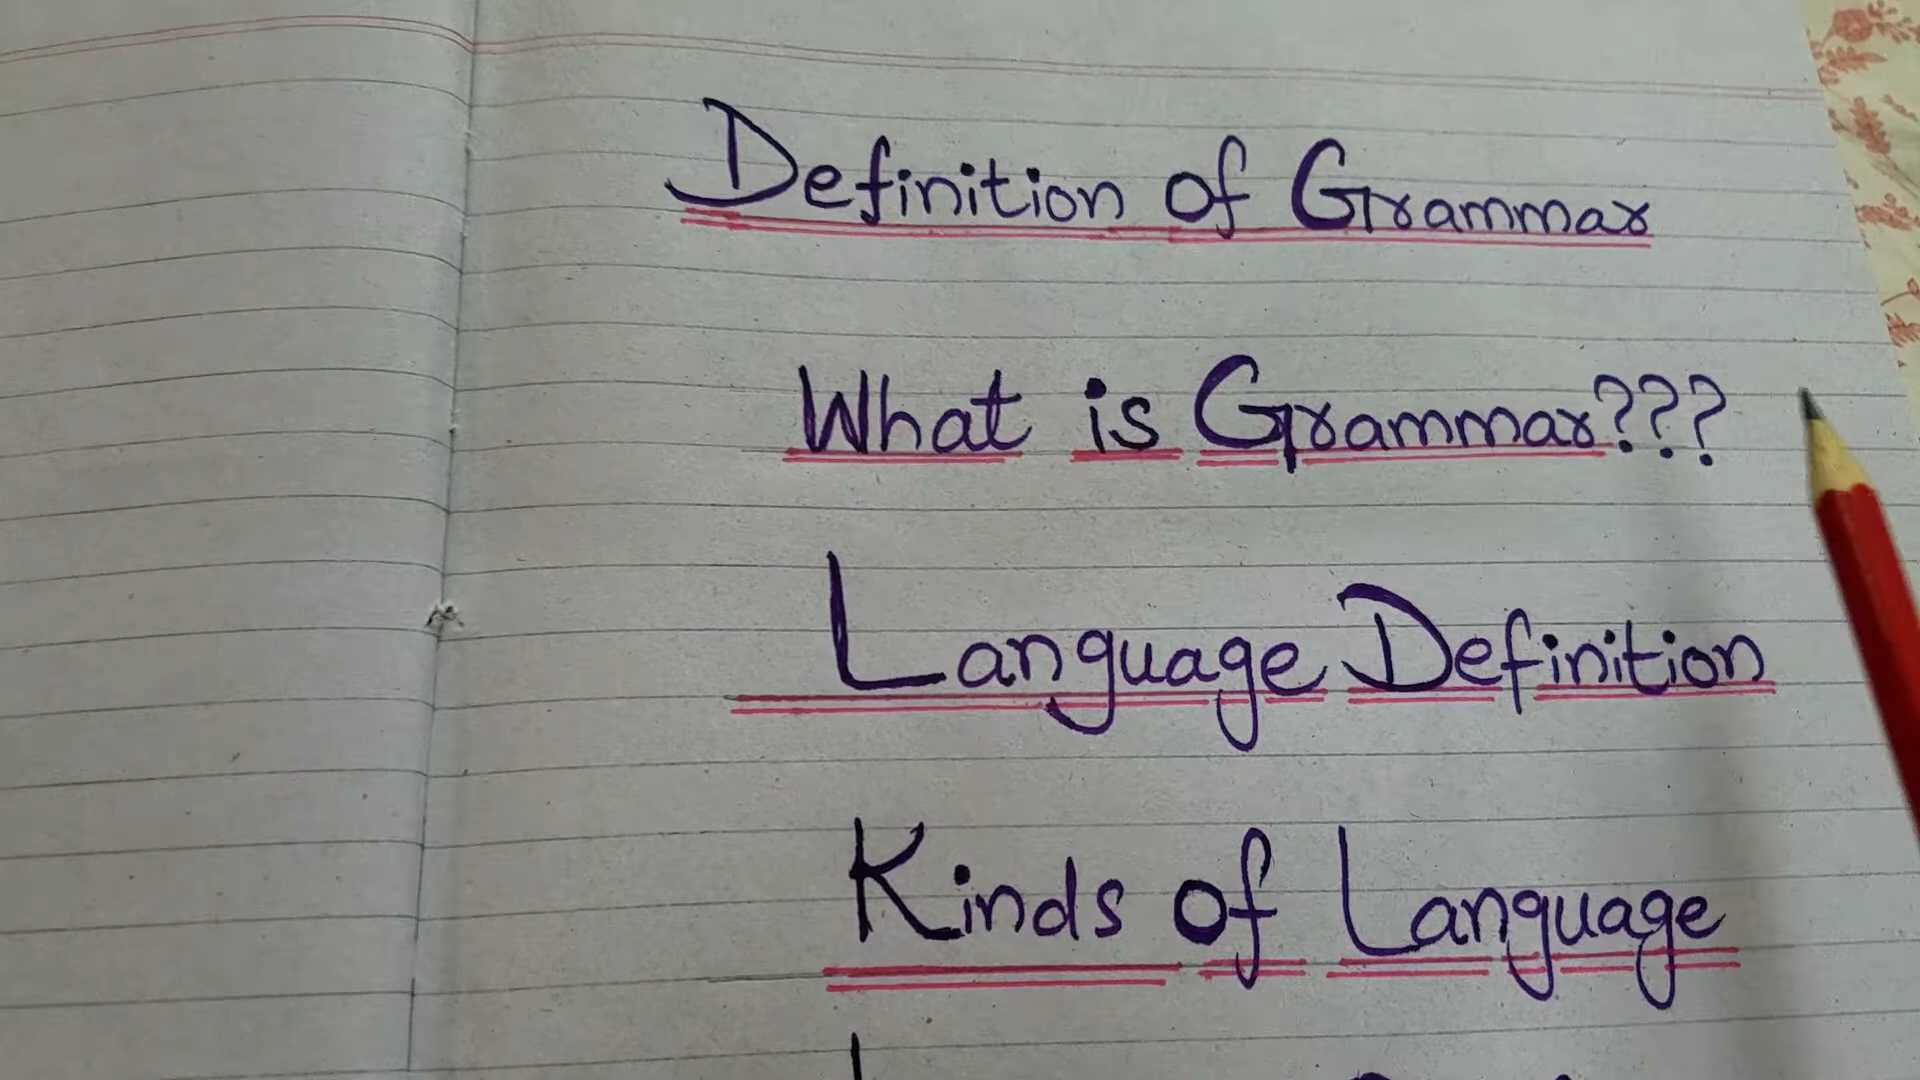 Definition of Grammar
What is Grammar???
Language Definition
Kinds of Language